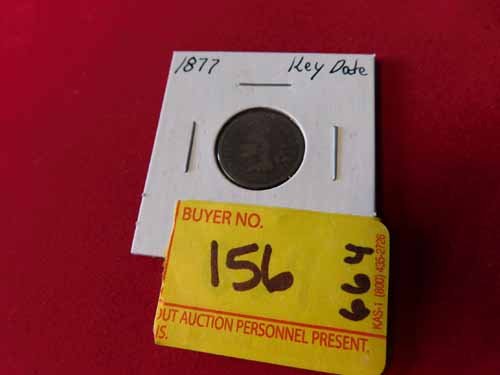 1877 Key Date
BUYER NO.
156
664
OUT AUCTION PERSONNEL PRESENT.
IS.
KAS-1 (800) 435-2726